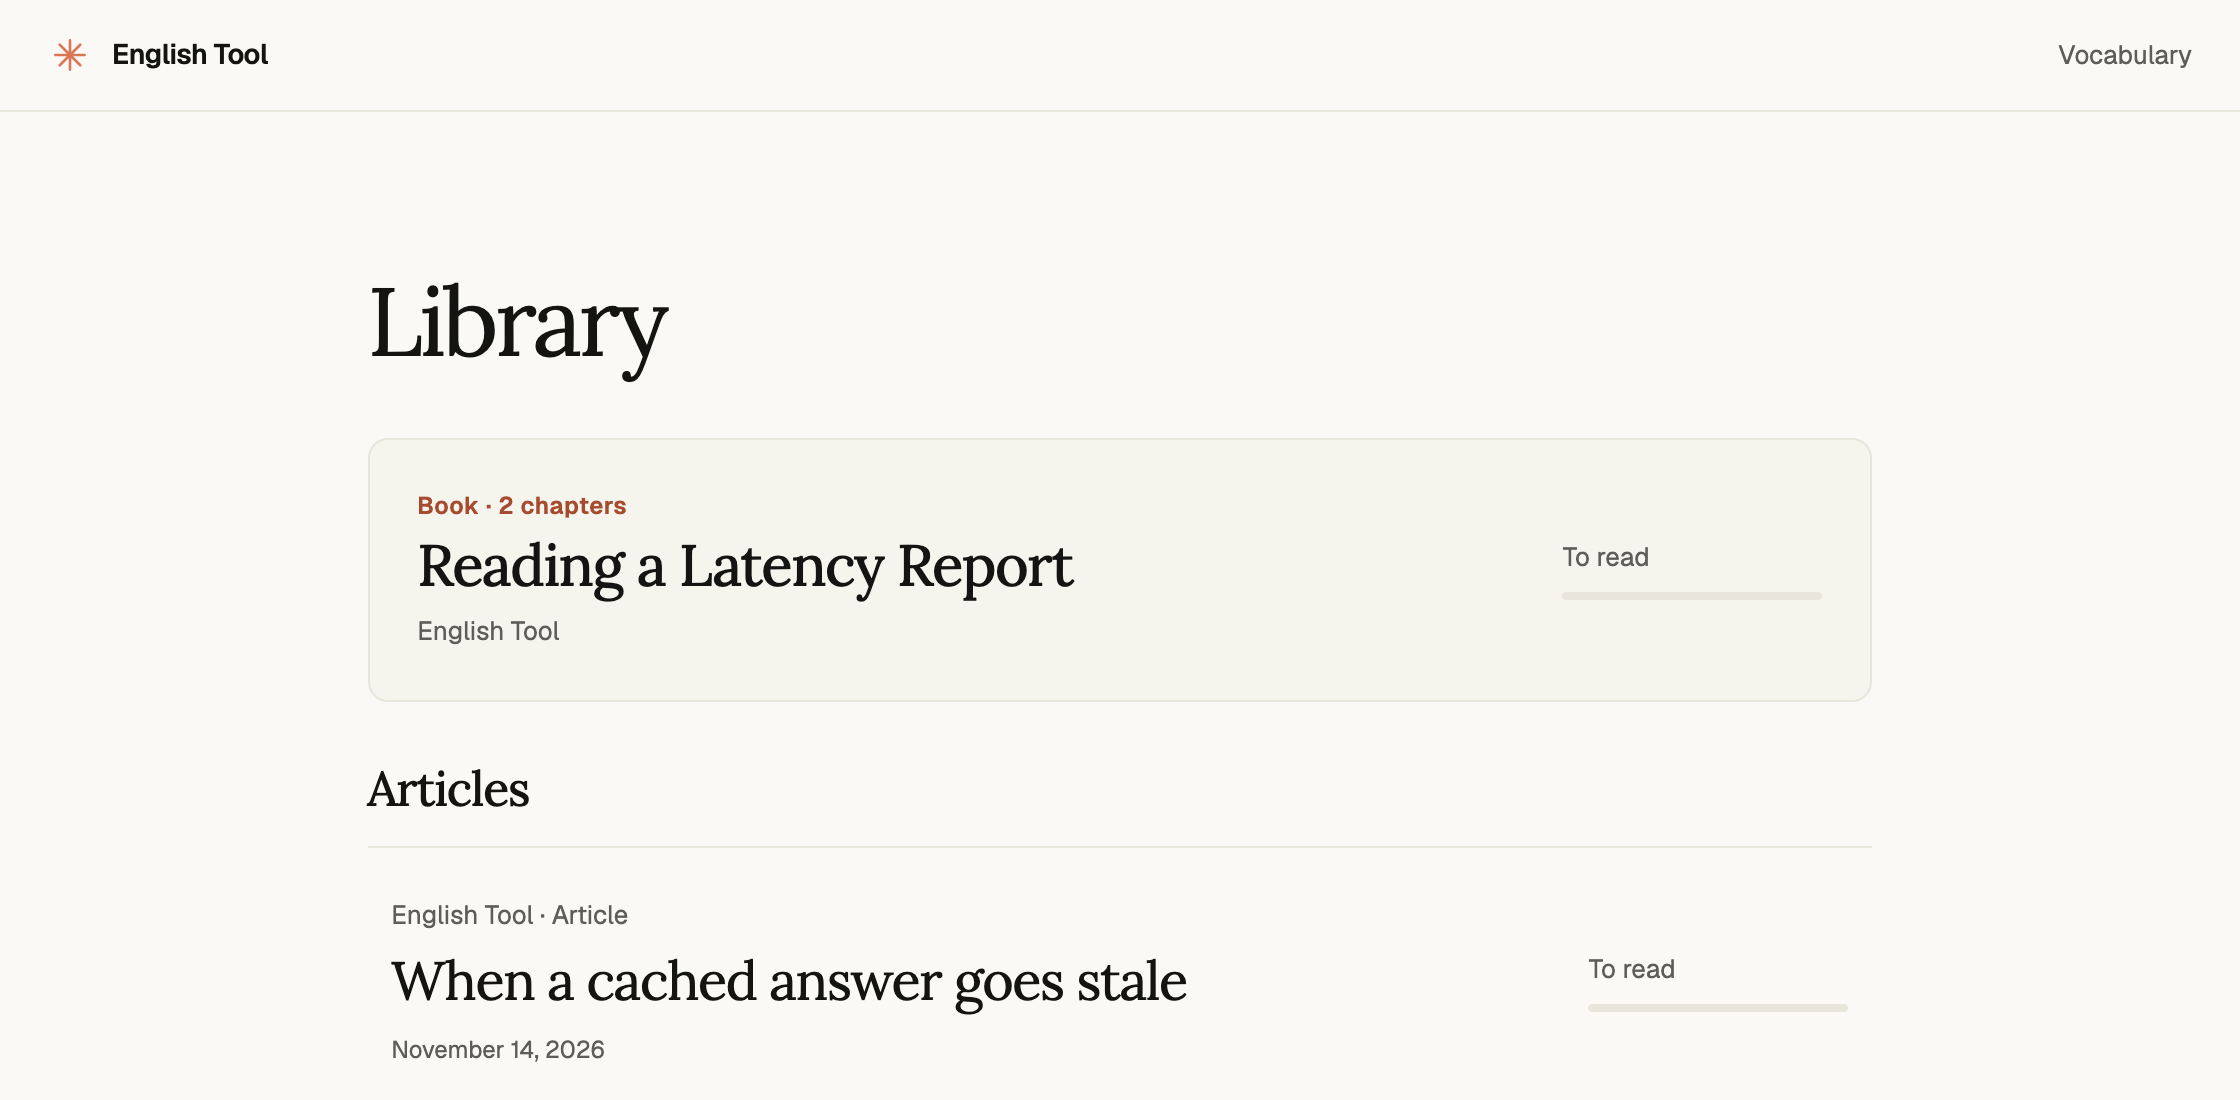 English Tool
Vocabulary
Library
Book · 2 chapters
Reading a Latency Report
English Tool
To read
Articles
English Tool · Article
When a cached answer goes stale
November 14, 2026
To read